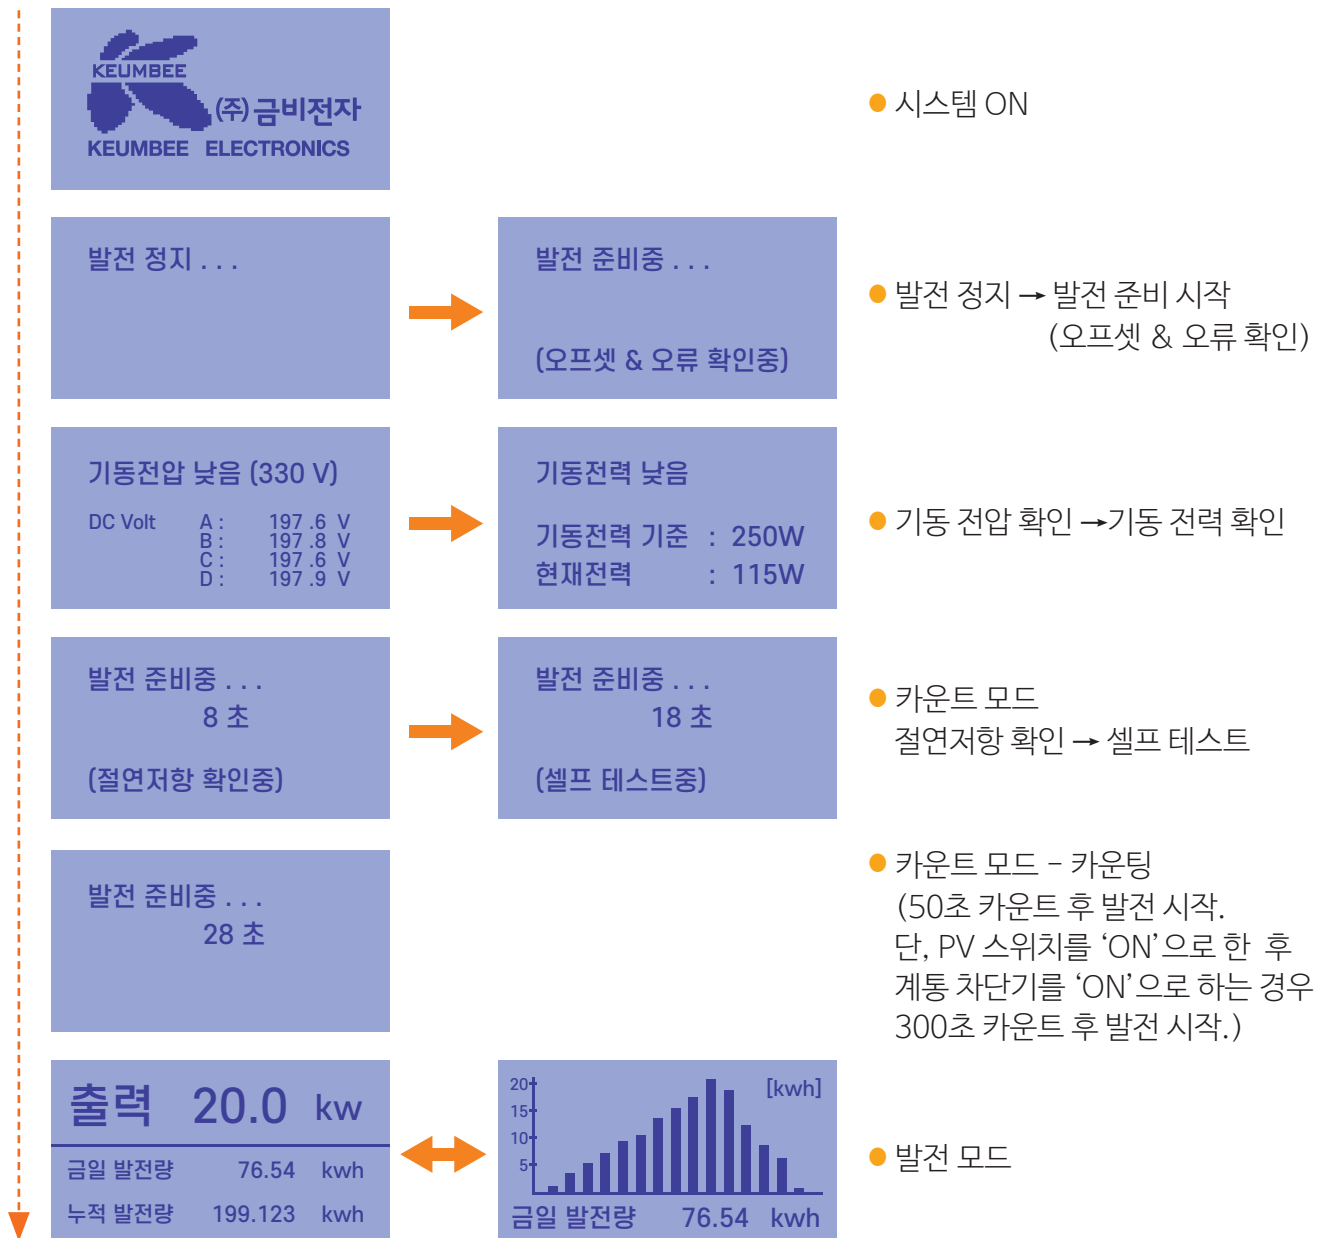 KEUMBEE
(주)금비전자
KEUMBEE ELECTRONICS
● 시스템 ON
발전 정지 . . .
발전 준비중 . . .
(오프셋 & 오류 확인중)
● 발전 정지 → 발전 준비 시작
(오프셋 & 오류 확인)
기동전압 낮음 (330 V)
DC Volt A : 197 .6 V
B : 197 .8 V
C : 197 .6 V
D : 197 .9 V
기동전력 낮음
기동전력 기준 : 250W
현재전력 : 115W
● 기동 전압 확인 →기동 전력 확인
발전 준비중 . . .
8 초
(절연저항 확인중)
발전 준비중 . . .
18 초
(셀프 테스트중)
● 카운트 모드
절연저항 확인 → 셀프 테스트
발전 준비중 . . .
28 초
● 카운트 모드 - 카운팅
(50초 카운트 후 발전 시작.
단, PV 스위치를 ‘ON’으로 한 후
계통 차단기를 ‘ON’으로 하는 경우
300초 카운트 후 발전 시작.)
출력 20.0 kw
금일 발전량 76.54 kwh
누적 발전량 199.123 kwh
20 [kwh]
15
10
5
금일 발전량 76.54 kwh
● 발전 모드